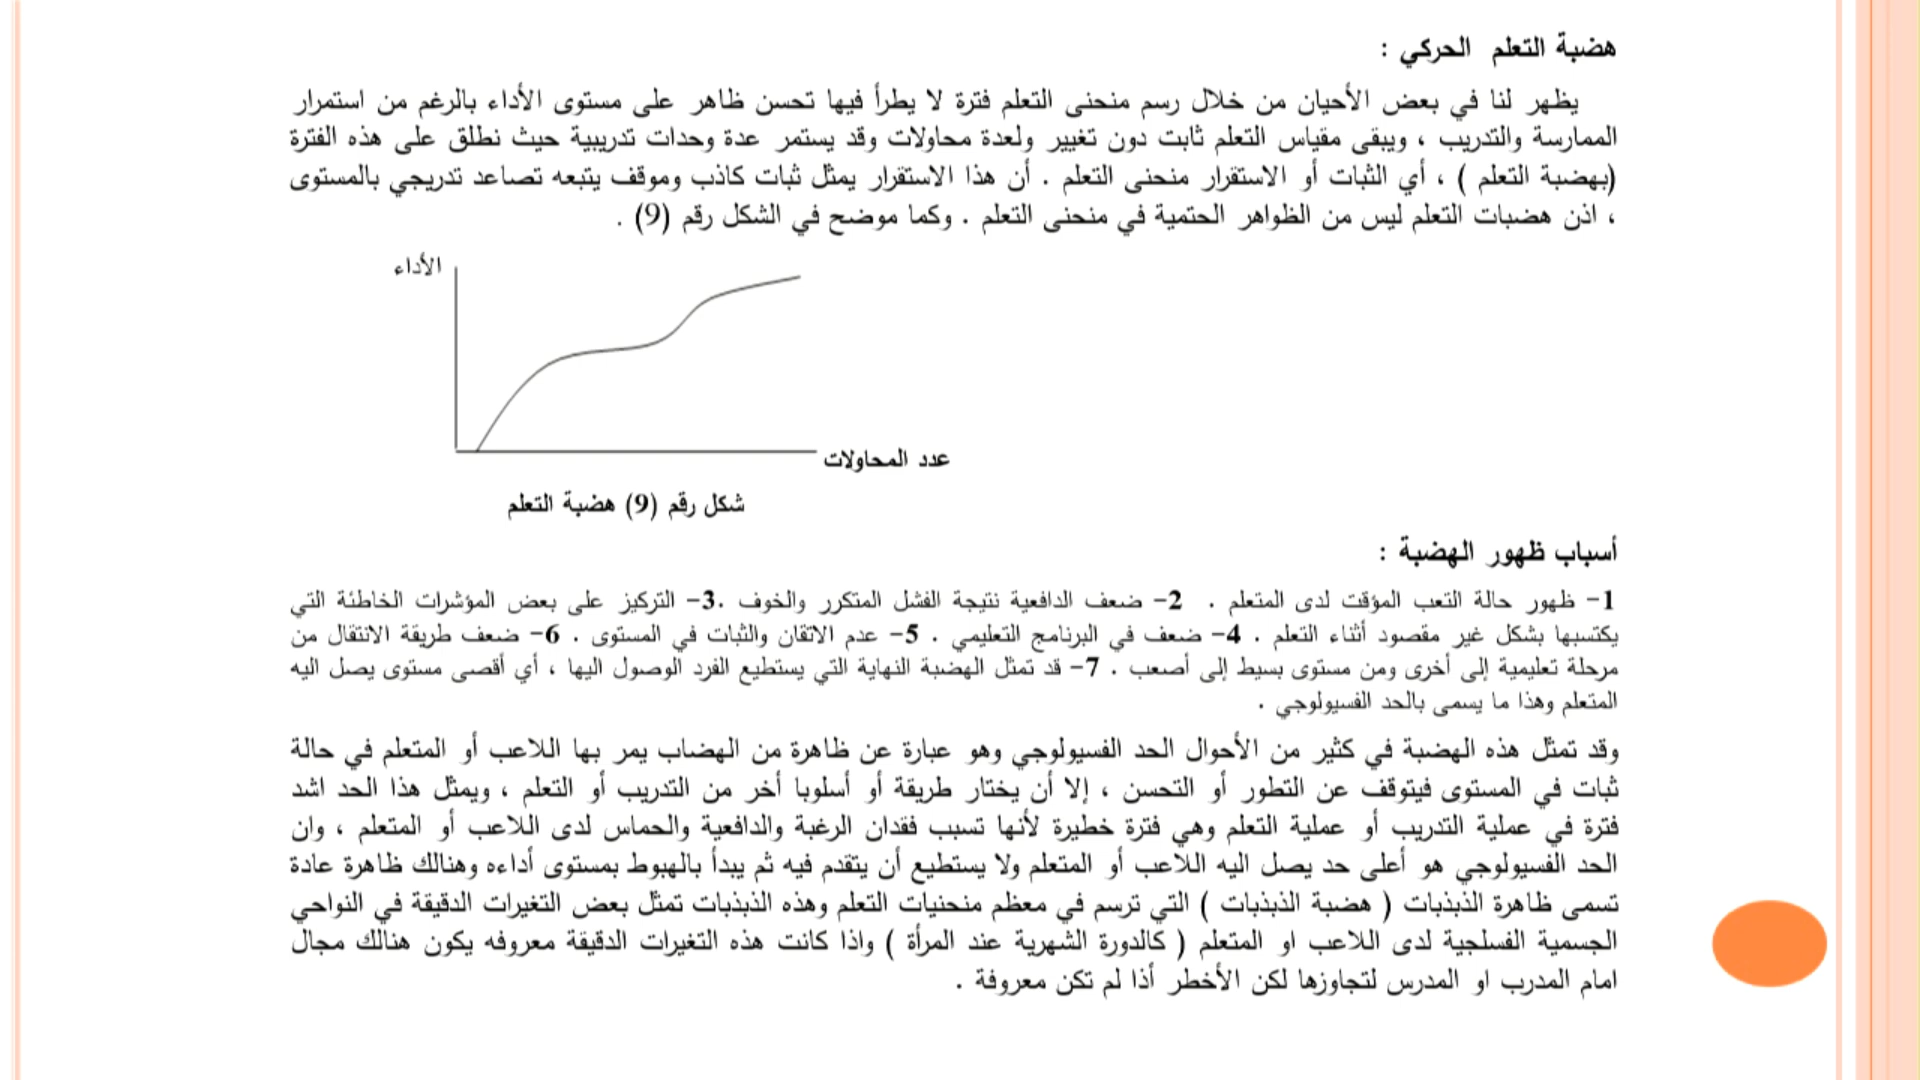 هضبة التعلم الحركي :
يظهر لنا في بعض الأحيان من خلال رسم منحنى التعلم فترة لا يطرأ فيها تحسن ظاهر على مستوى الأداء بالرغم من استمرار
الممارسة والتدريب ، ويبقى مقياس التعلم ثابت دون تغيير ولعدة محاولات وقد يستمر عدة وحدات تدريبية حيث نطلق على هذه الفترة
(بهضبة التعلم ) ، أي الثبات أو الاستقرار منحنى التعلم . أن هذا الاستقرار يمثل ثبات كاذب وموقف يتبعه تصاعد تدريجي بالمستوى
، اذن هضبات التعلم ليس من الظواهر الحتمية في منحنى التعلم . وكما موضح في الشكل رقم (9) .
الأداء
عدد المحاولات
شكل رقم (9) هضبة التعلم
أسباب ظهور الهضبة :
1- ظهور حالة التعب المؤقت لدى المتعلم . 2- ضعف الدافعية نتيجة الفشل المتكرر والخوف .3- التركيز على بعض المؤشرات الخاطئة التي
يكتسبها بشكل غير مقصود أثناء التعلم . 4- ضعف في البرنامج التعليمي . 5- عدم الاتقان والثبات في المستوى . 6- ضعف طريقة الانتقال من
مرحلة تعليمية إلى أخرى ومن مستوى بسيط إلى أصعب . 7- قد تمثل الهضبة النهاية التي يستطيع الفرد الوصول اليها ، أي أقصى مستوى يصل اليه
المتعلم وهذا ما يسمى بالحد الفسيولوجي .
وقد تمثل هذه الهضبة في كثير من الأحوال الحد الفسيولوجي وهو عبارة عن ظاهرة من الهضاب يمر بها اللاعب أو المتعلم في حالة
ثبات في المستوى فيتوقف عن التطور أو التحسن ، إلا أن يختار طريقة أو أسلوبا أخر من التدريب أو التعلم ، ويمثل هذا الحد اشد
فترة في عملية التدريب أو عملية التعلم وهي فترة خطيرة لأنها تسبب فقدان الرغبة والدافعية والحماس لدى اللاعب أو المتعلم ، وان
الحد الفسيولوجي هو أعلى حد يصل اليه اللاعب أو المتعلم ولا يستطيع أن يتقدم فيه ثم يبدأ بالهبوط بمستوى أداءه وهنالك ظاهرة عادة
تسمى ظاهرة الذبذبات ( هضبة الذبذبات ) التي ترسم في معظم منحنيات التعلم وهذه الذبذبات تمثل بعض التغيرات الدقيقة في النواحي
الجسمية الفسلجية لدى اللاعب او المتعلم ( كالدورة الشهرية عند المرأة ) واذا كانت هذه التغيرات الدقيقة معروفه يكون هنالك مجال
امام المدرب او المدرس لتجاوزها لكن الأخطر أذا لم تكن معروفة .